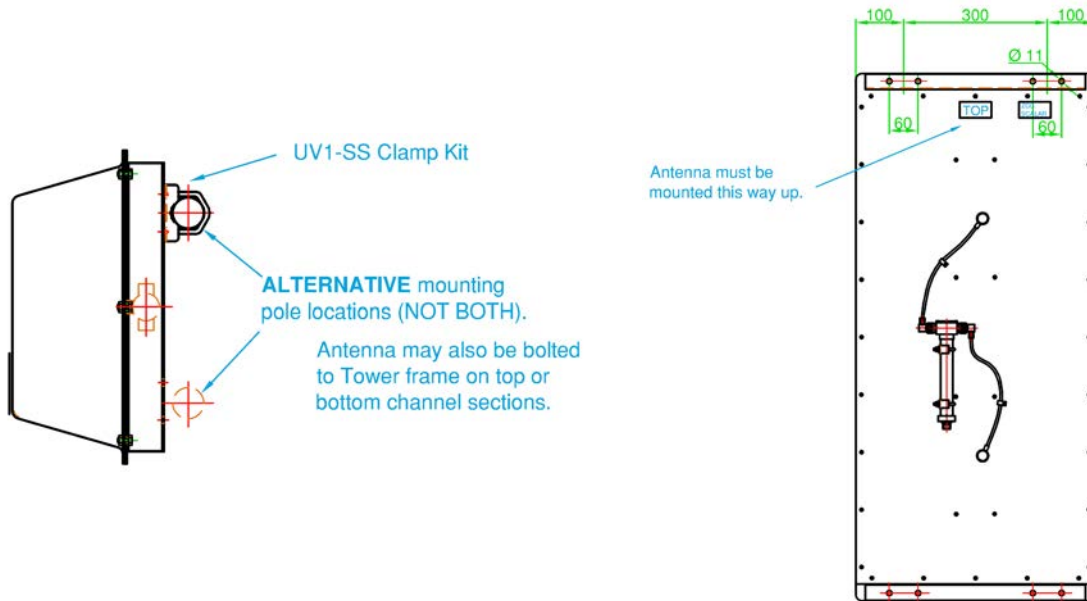 UV1-SS Clamp Kit
ALTERNATIVE mounting
pole locations (NOT BOTH).
Antenna may also be bolted
to Tower frame on top or
bottom channel sections.
100 300 100
Ø 11
TOP
60 60
Antenna must be
mounted this way up.